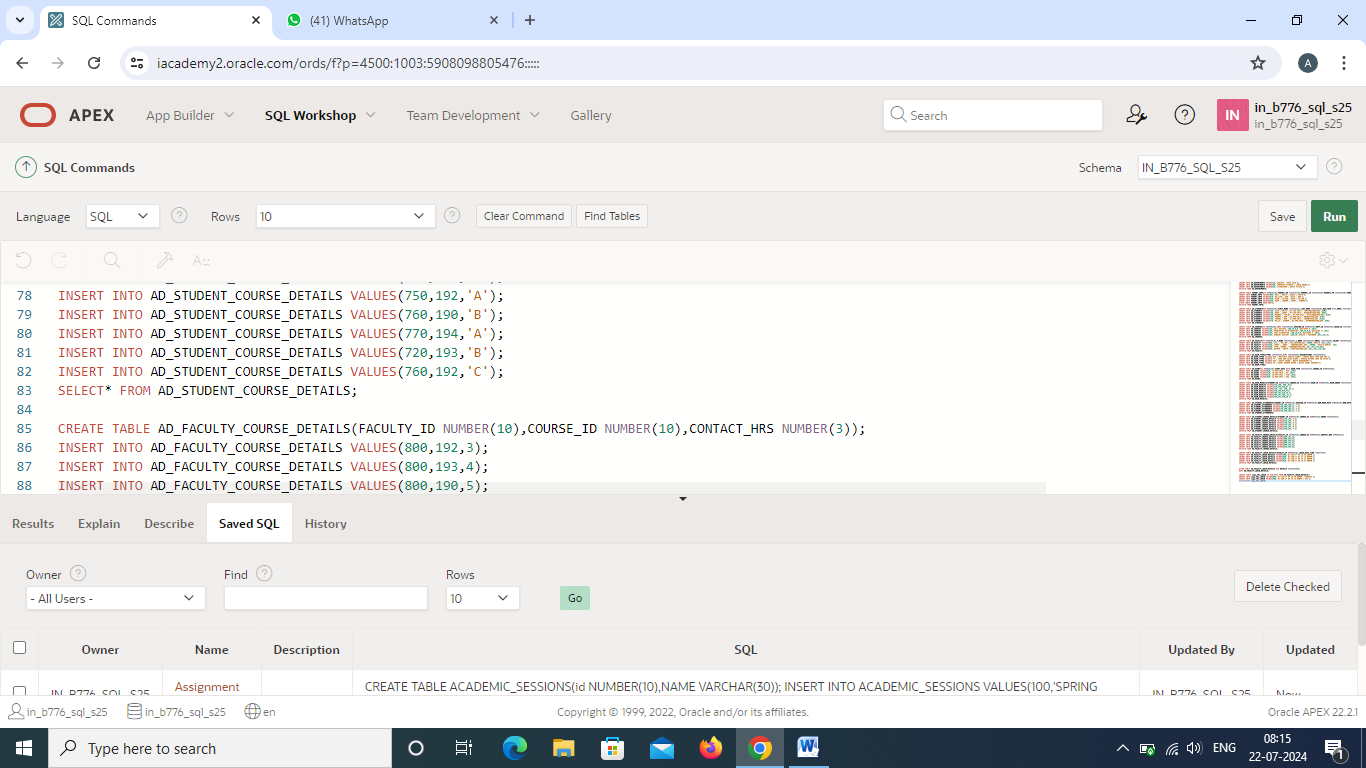 SQL Commands
(41) WhatsApp
iacademy2.oracle.com/ords/f?p=4500:1003:5908098805476:::::
A
APEX
App Builder
SQL Workshop
Team Development
Gallery
Search
IN
in_b776_sql_s25
in_b776_sql_s25
SQL Commands
Schema
IN_B776_SQL_S25
Language
SQL
Rows
10
Clear Command
Find Tables
Save
Run
78 INSERT INTO AD_STUDENT_COURSE_DETAILS VALUES(750,192,'A');
79 INSERT INTO AD_STUDENT_COURSE_DETAILS VALUES(760,190,'B');
80 INSERT INTO AD_STUDENT_COURSE_DETAILS VALUES(770,194,'A');
81 INSERT INTO AD_STUDENT_COURSE_DETAILS VALUES(720,193,'B');
82 INSERT INTO AD_STUDENT_COURSE_DETAILS VALUES(760,192,'C');
83 SELECT* FROM AD_STUDENT_COURSE_DETAILS;
84
85 CREATE TABLE AD_FACULTY_COURSE_DETAILS(FACULTY_ID NUMBER(10),COURSE_ID NUMBER(10),CONTACT_HRS NUMBER(3));
86 INSERT INTO AD_FACULTY_COURSE_DETAILS VALUES(800,192,3);
87 INSERT INTO AD_FACULTY_COURSE_DETAILS VALUES(800,193,4);
88 INSERT INTO AD_FACULTY_COURSE_DETAILS VALUES(800,190,5);
Results
Explain
Describe
Saved SQL
History
Owner
Find
Rows
- All Users -
10
Go
Delete Checked
Owner
Name
Description
SQL
Updated By
Updated
IN_B776_SQL_S25
Assignment
CREATE TABLE ACADEMIC_SESSIONS(id NUMBER(10),NAME VARCHAR(30)); INSERT INTO ACADEMIC_SESSIONS VALUES(100,'SPRING
IN_B776_SQL_S25
Now
in_b776_sql_s25
in_b776_sql_s25
en
Copyright © 1999, 2022, Oracle and/or its affiliates.
Oracle APEX 22.2.1
Type here to search
ENG
08:15
22-07-2024
1